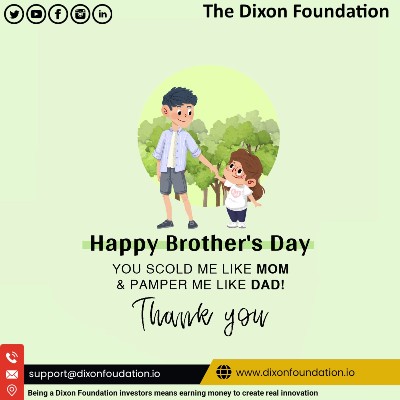 The Dixon Foundation
Happy Brother's Day
YOU SCOLD ME LIKE MOM
& PAMPER ME LIKE DAD!
Thank you
support@dixonfoundation.io
www.dixonfoundation.io
Being a Dixon Foundation investors means earning money to create real innovation